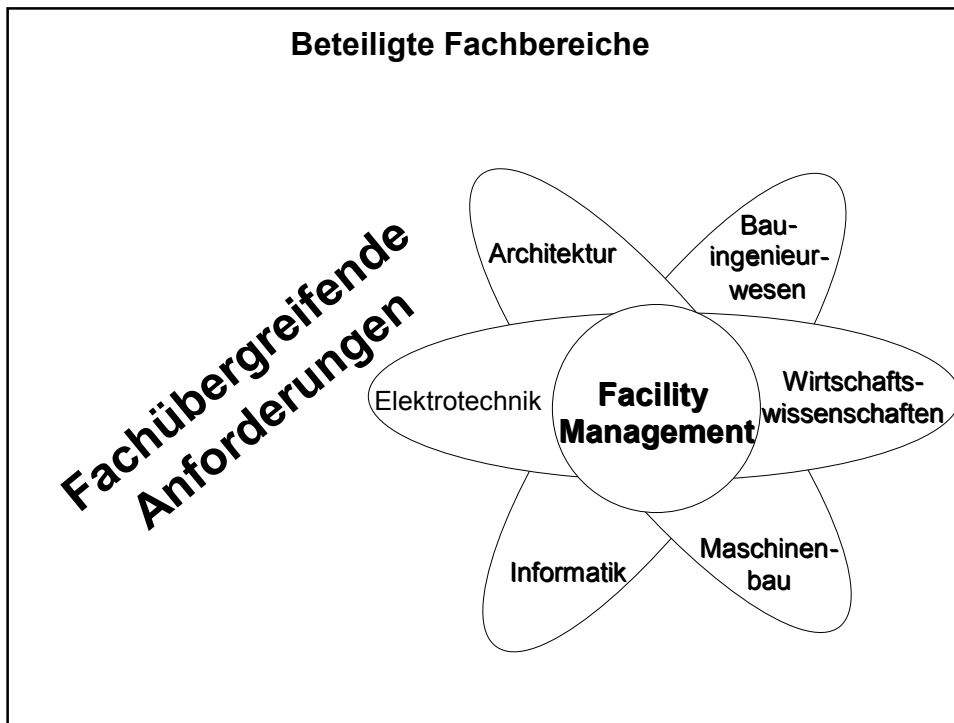 Beteiligte Fachbereiche
Fachübergreifende
Anforderungen
Architektur
Bau-
ingenieur-
wesen
Elektrotechnik
Facility
Management
Wirtschafts-
wissenschaften
Informatik
Maschinen-
bau